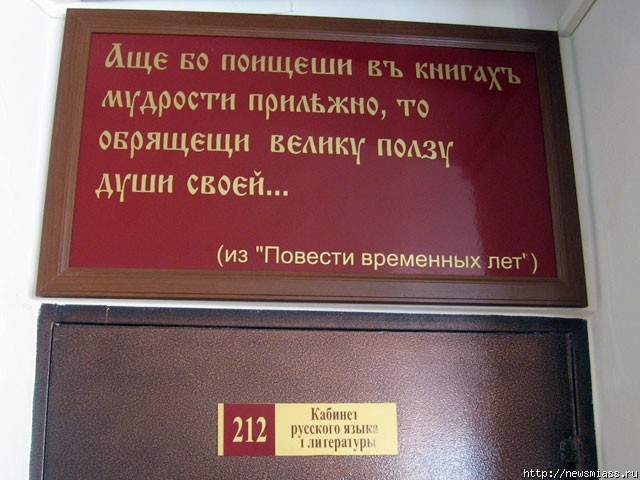 Аще бо поищеши въ книгахъ
мудрости прилѣжно, то
обрящещи велику ползу
души своей...
(из "Повести временных лет")
212
Кабинет
русского языка
и литературы
http://newsmiass.ru